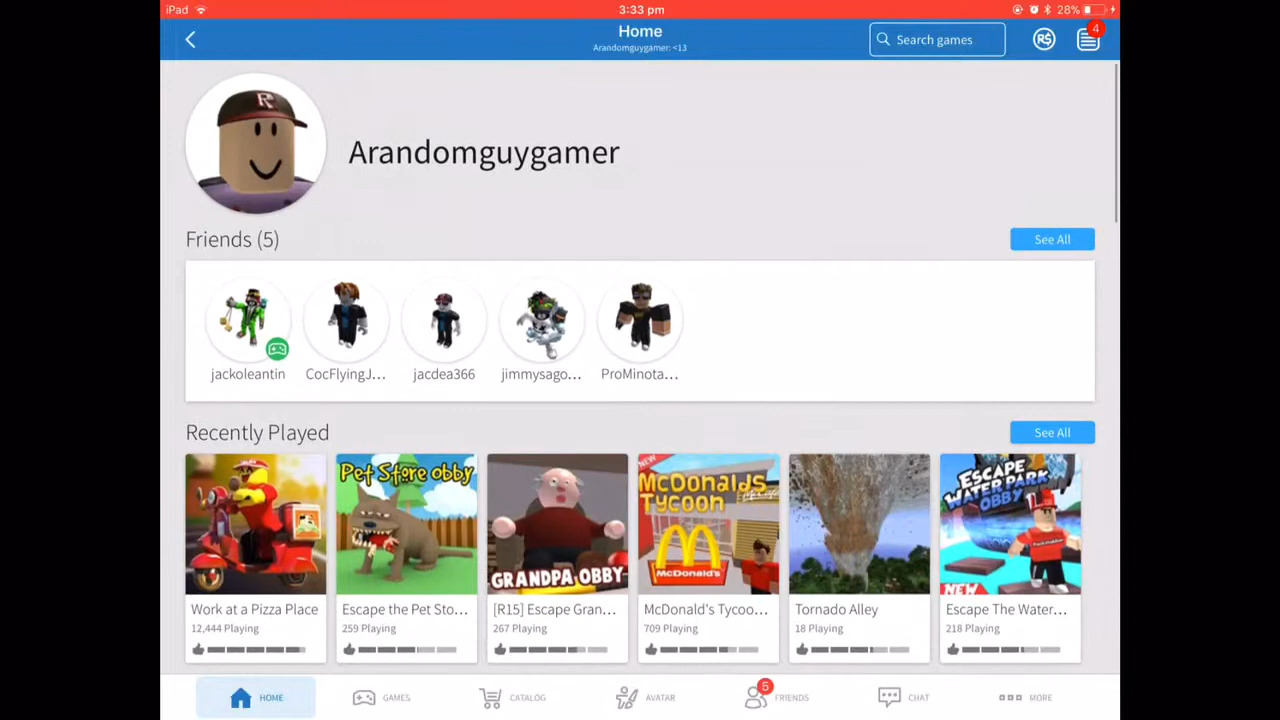 iPad 3:33 pm 28%
Home
Arandomguygamer: <13
Search games
R$
4
Arandomguygamer
Friends (5)
See All
jackoleantin CocFlyingJ... jacdea366 jimmysago... ProMinota...
Recently Played
See All
Pet Store obby
GRANDPA OBBY
NEW
McDONALDS TYCOON
McDonald's
ESCAPE WATER PARK OBBY
NEW
Work at a Pizza Place Escape the Pet Sto... [R15] Escape Gran... McDonald's Tycoo... Tornado Alley Escape The Water...
12,444 Playing 259 Playing 267 Playing 709 Playing 18 Playing 218 Playing
HOME GAMES CATALOG AVATAR 5 FRIENDS CHAT MORE